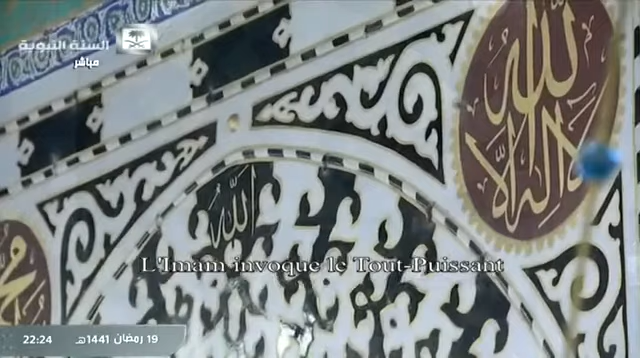 السنة النبوية
مباشر
لا إله إلا الله
الله
L'Imam invoque le Tout-Puissant
22:24
19 رمضان 1441هـ